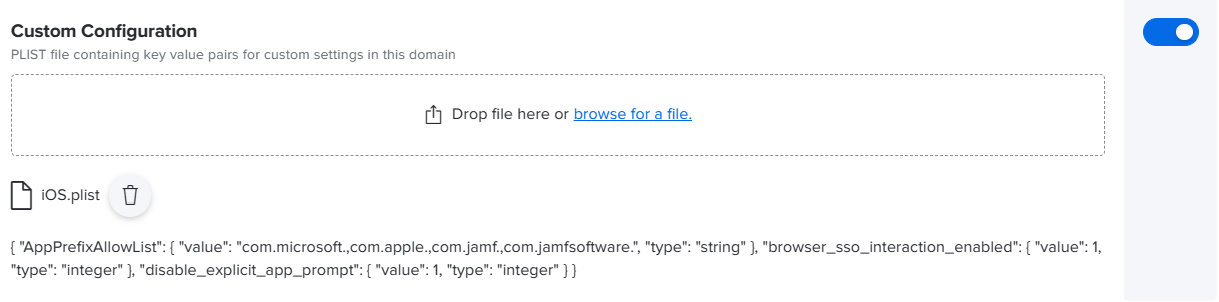 Custom Configuration
PLIST file containing key value pairs for custom settings in this domain
Drop file here or browse for a file.
iOS.plist
{ "AppPrefixAllowList": { "value": "com.microsoft.,com.apple.,com.jamf.,com.jamfsoftware.", "type": "string" }, "browser_sso_interaction_enabled": { "value": 1,
"type": "integer" }, "disable_explicit_app_prompt": { "value": 1, "type": "integer" } }